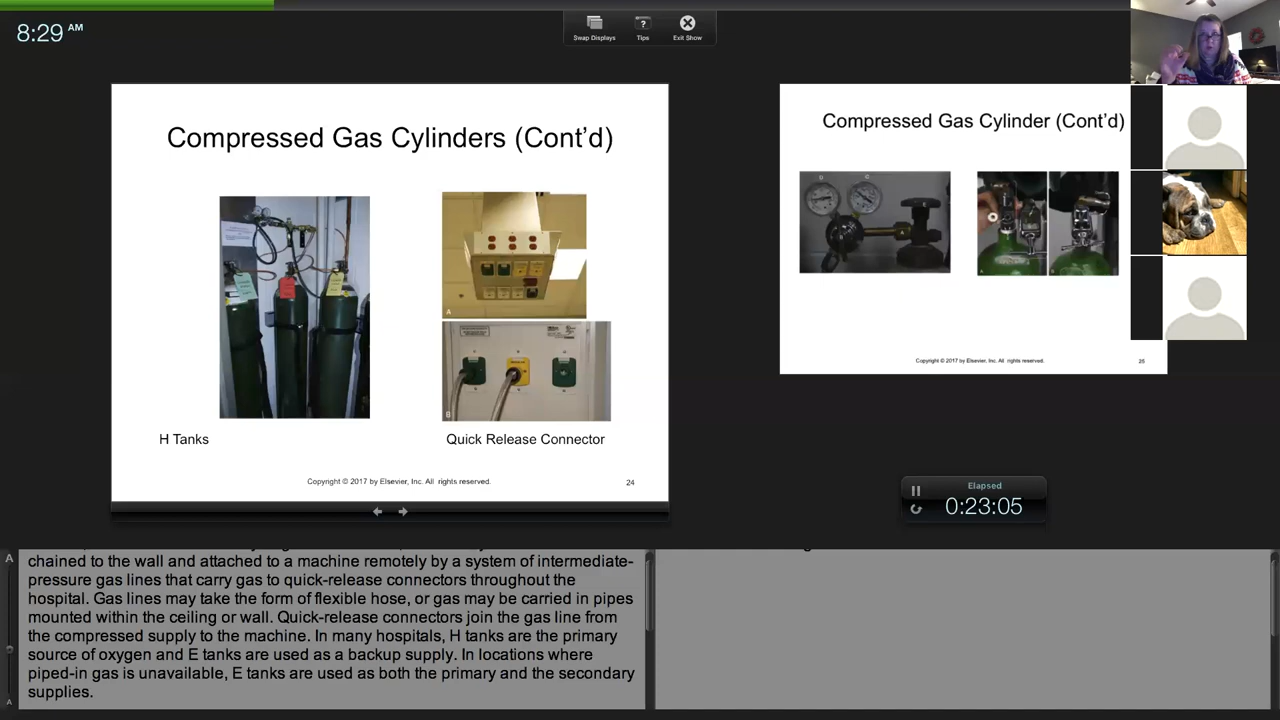 8:29 AM
Swap Displays
Tips
Exit Show
Compressed Gas Cylinders (Cont’d)
A
B
H Tanks
Quick Release Connector
Copyright © 2017 by Elsevier, Inc. All rights reserved.
24
Compressed Gas Cylinder (Cont’d)
D
C
A
B
Copyright © 2017 by Elsevier, Inc. All rights reserved.
25
Elapsed
0:23:05
A
chained to the wall and attached to a machine remotely by a system of intermediate-
pressure gas lines that carry gas to quick-release connectors throughout the
hospital. Gas lines may take the form of flexible hose, or gas may be carried in pipes
mounted within the ceiling or wall. Quick-release connectors join the gas line from
the compressed supply to the machine. In many hospitals, H tanks are the primary
source of oxygen and E tanks are used as a backup supply. In locations where
piped-in gas is unavailable, E tanks are used as both the primary and the secondary
supplies.
A